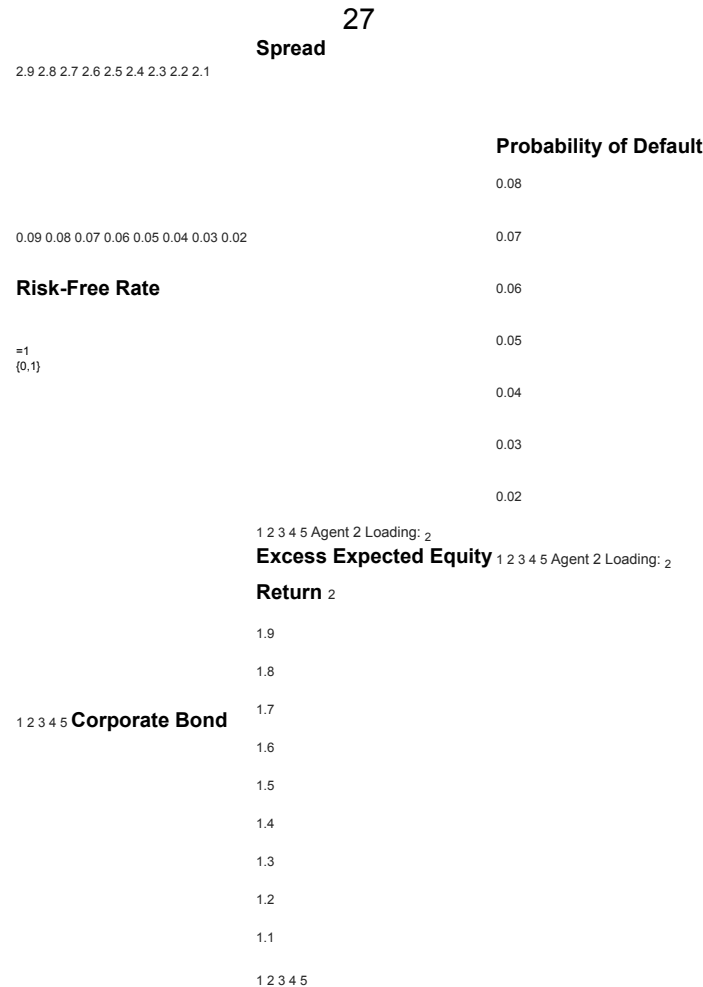 27
Spread
2.9 2.8 2.7 2.6 2.5 2.4 2.3 2.2 2.1
Probability of Default
0.08
0.09 0.08 0.07 0.06 0.05 0.04 0.03 0.02
0.07
Risk-Free Rate
0.06
0.05
=1
{0,1}
0.04
0.03
0.02
1 2 3 4 5 Agent 2 Loading: 2
Excess Expected Equity 1 2 3 4 5 Agent 2 Loading: 2
Return 2
1.9
1.8
1.7
1 2 3 4 5 Corporate Bond
1.6
1.5
1.4
1.3
1.2
1.1
1 2 3 4 5